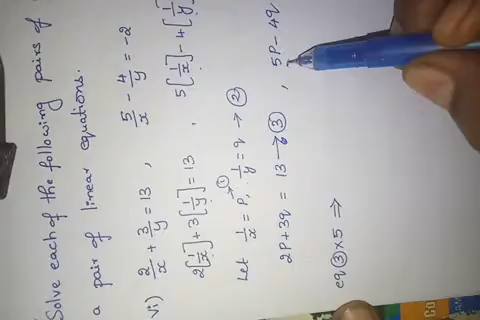 Solve each of the following pairs of
a pair of linear equations.
vi) 2/x + 3/y = 13 , 5/x - 4/y = -2
2[1/x] + 3[1/y] = 13 , 5[1/x] - 4[1/y]
Let 1/x = P, → ① 1/y = q → ②
2P + 3q = 13 → ③ , 5P - 4q
eq ③ × 5 ⇒